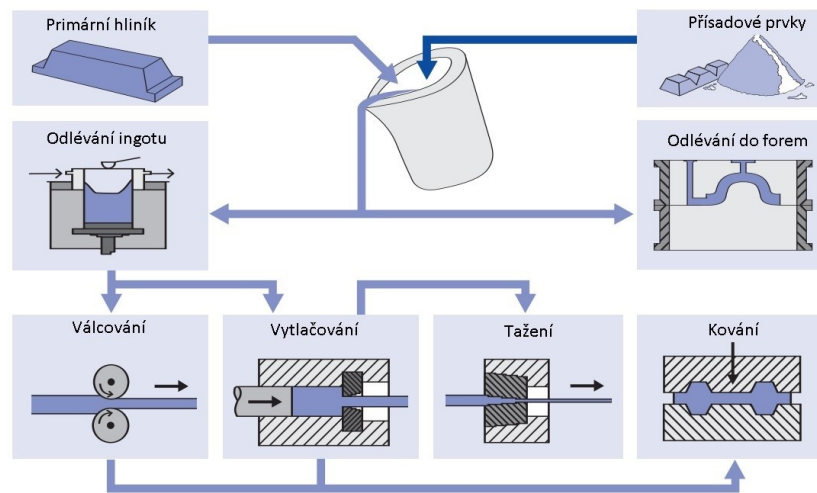 Primární hliník
Přísadové prvky
Odlévání ingotu
Odlévání do forem
Válcování
Vytlačování
Tažení
Kování